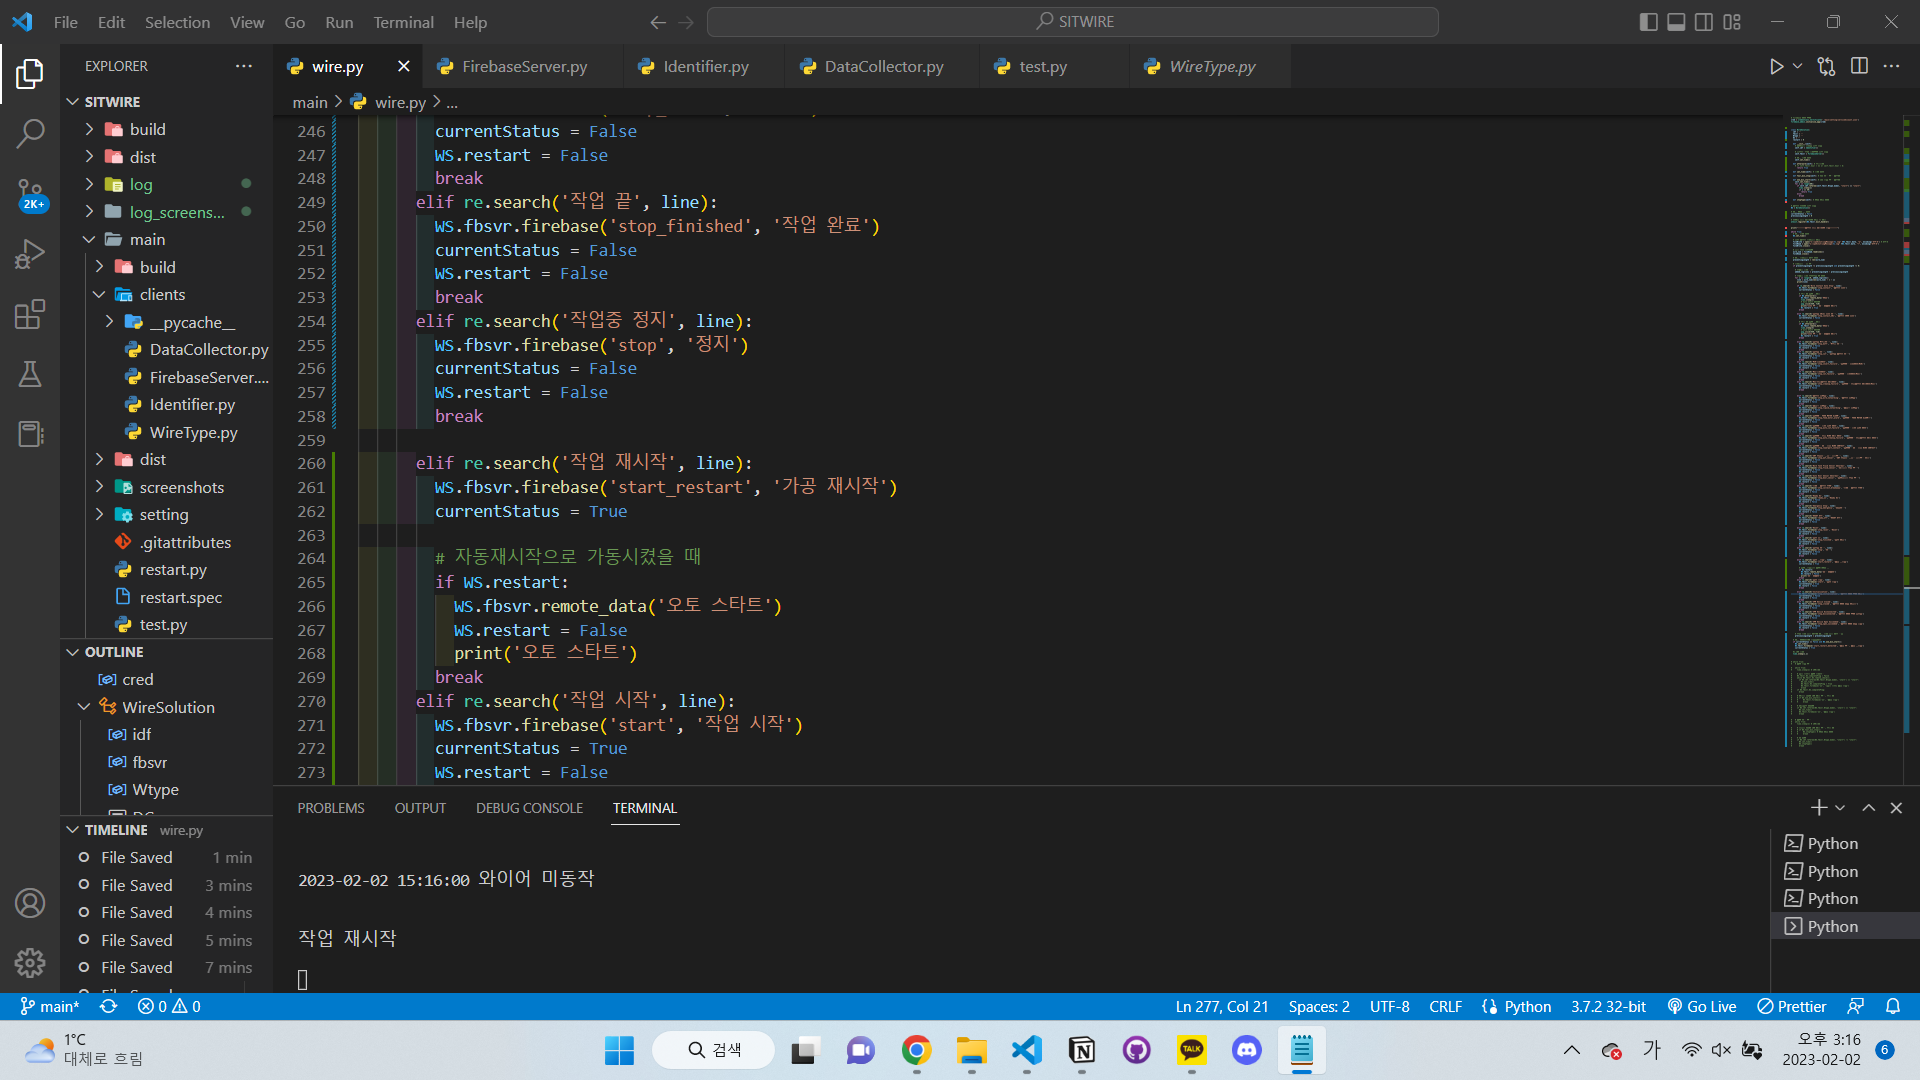 File Edit Selection View Go Run Terminal Help
SITWIRE
EXPLORER
wire.py
FirebaseServer.py
Identifier.py
DataCollector.py
test.py
WireType.py
SITWIRE
build
dist
log
log_screens...
main
build
clients
__pycache__
DataCollector.py
FirebaseServer....
Identifier.py
WireType.py
dist
screenshots
setting
.gitattributes
restart.py
restart.spec
test.py
OUTLINE
cred
WireSolution
idf
fbsvr
Wtype
TIMELINE wire.py
File Saved 1 min
File Saved 3 mins
File Saved 4 mins
File Saved 5 mins
File Saved 7 mins
main > wire.py > ...
246 currentStatus = False
247 WS.restart = False
248 break
249 elif re.search('작업 끝', line):
250 WS.fbsvr.firebase('stop_finished', '작업 완료')
251 currentStatus = False
252 WS.restart = False
253 break
254 elif re.search('작업중 정지', line):
255 WS.fbsvr.firebase('stop', '정지')
256 currentStatus = False
257 WS.restart = False
258 break
259
260 elif re.search('작업 재시작', line):
261 WS.fbsvr.firebase('start_restart', '가공 재시작')
262 currentStatus = True
263
264 # 자동재시작으로 가동시켰을 때
265 if WS.restart:
266 WS.fbsvr.remote_data('오토 스타트')
267 WS.restart = False
268 print('오토 스타트')
269 break
270 elif re.search('작업 시작', line):
271 WS.fbsvr.firebase('start', '작업 시작')
272 currentStatus = True
273 WS.restart = False
PROBLEMS OUTPUT DEBUG CONSOLE TERMINAL
2023-02-02 15:16:00 와이어 미동작
작업 재시작
Python
Python
Python
Python
2K+
main* 0 0
Ln 277, Col 21 Spaces: 2 UTF-8 CRLF Python 3.7.2 32-bit Go Live Prettier
1°C
대체로 흐림
검색
TALK
가
오후 3:16
2023-02-02
6